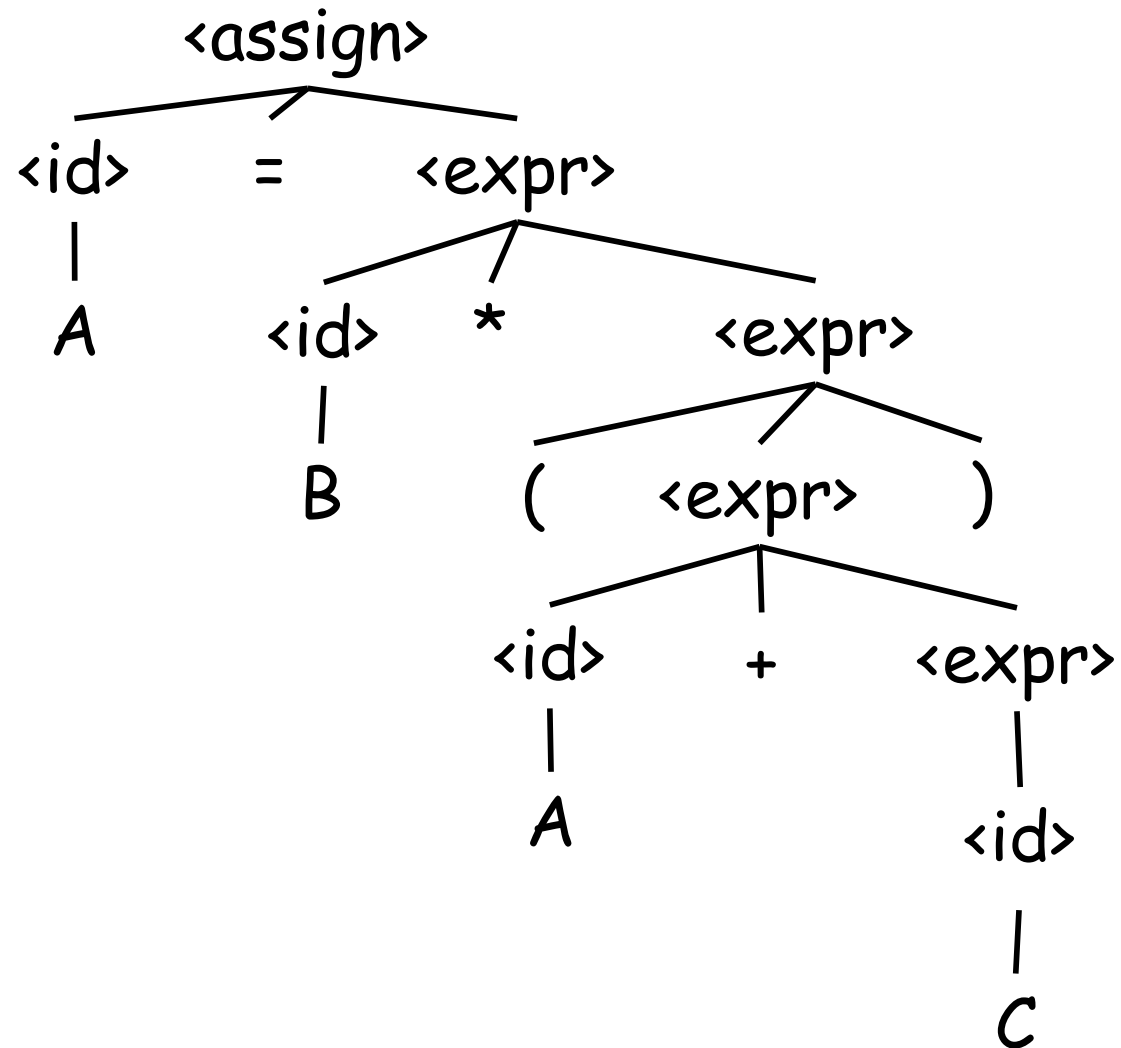 <assign>
<id> = <expr>
A <id> * <expr>
B ( <expr> )
<id> + <expr>
A <id>
C